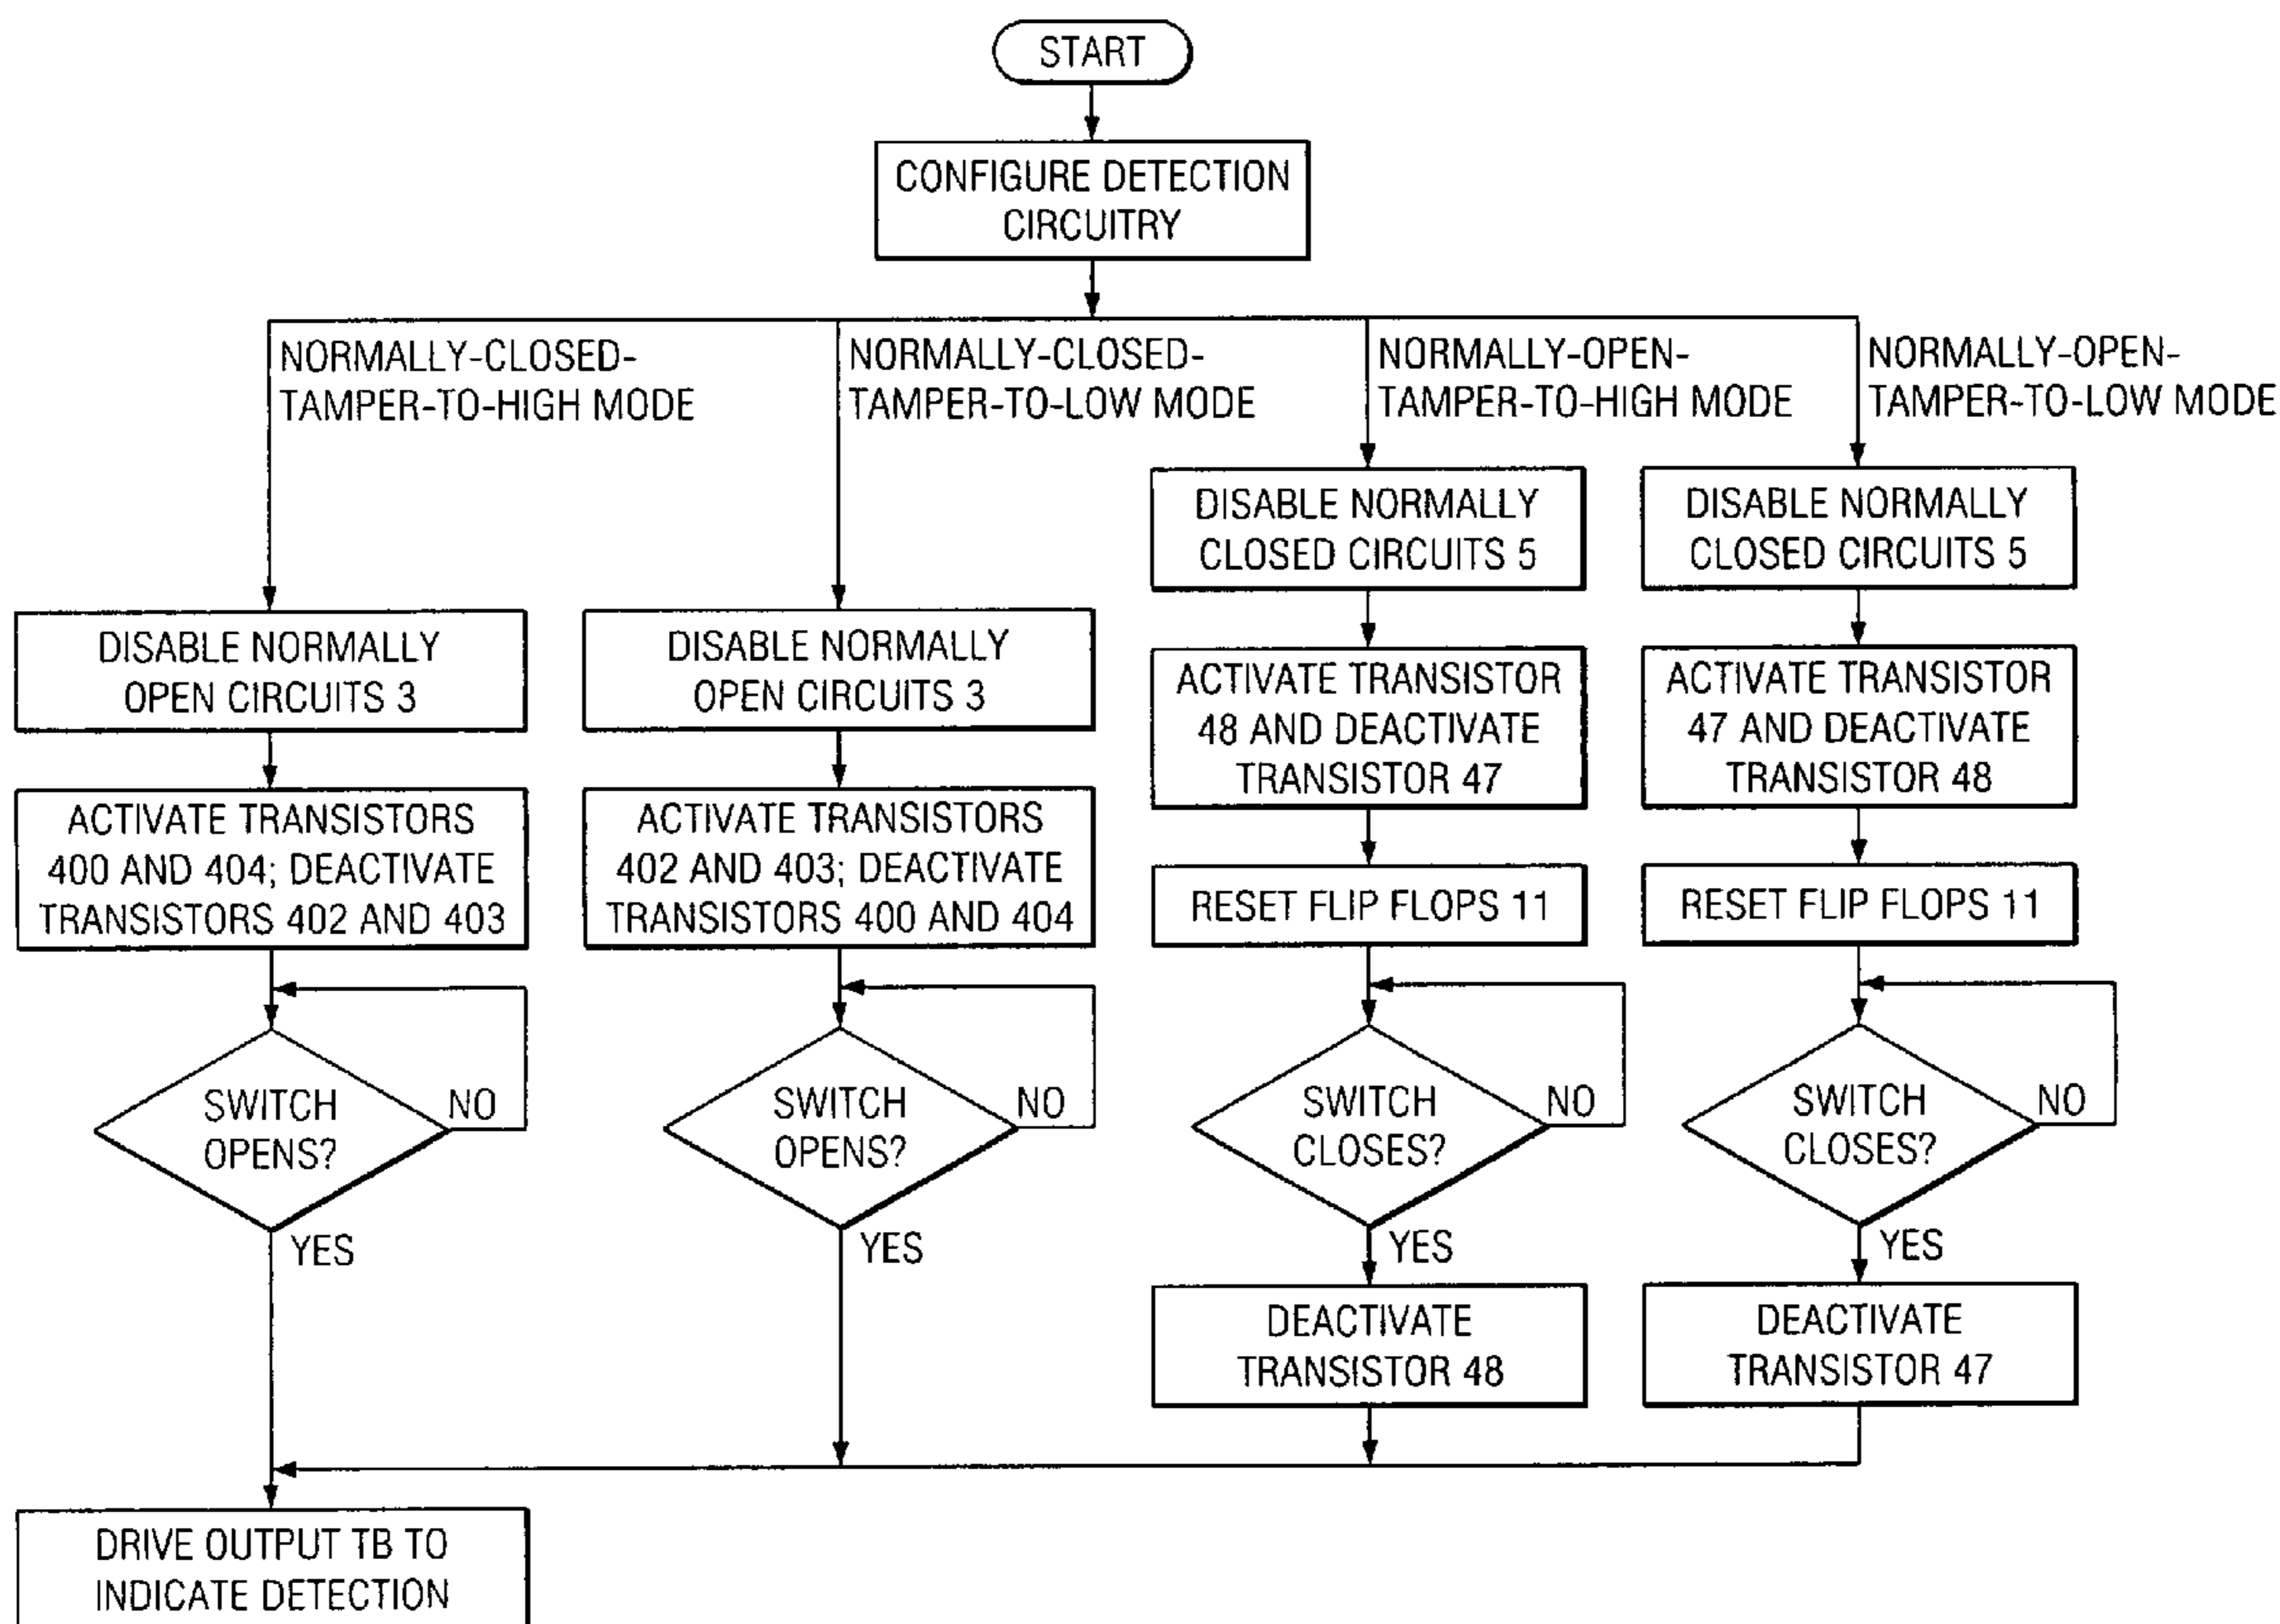 START
CONFIGURE DETECTION
CIRCUITRY
NORMALLY-CLOSED-
TAMPER-TO-HIGH MODE
NORMALLY-CLOSED-
TAMPER-TO-LOW MODE
NORMALLY-OPEN-
TAMPER-TO-HIGH MODE
NORMALLY-OPEN-
TAMPER-TO-LOW MODE
DISABLE NORMALLY
OPEN CIRCUITS 3
ACTIVATE TRANSISTORS
400 AND 404; DEACTIVATE
TRANSISTORS 402 AND 403
SWITCH
OPENS?
NO
YES
DISABLE NORMALLY
OPEN CIRCUITS 3
ACTIVATE TRANSISTORS
402 AND 403; DEACTIVATE
TRANSISTORS 400 AND 404
SWITCH
OPENS?
NO
YES
DISABLE NORMALLY
CLOSED CIRCUITS 5
ACTIVATE TRANSISTOR
48 AND DEACTIVATE
TRANSISTOR 47
RESET FLIP FLOPS 11
SWITCH
CLOSES?
NO
YES
DEACTIVATE
TRANSISTOR 48
DISABLE NORMALLY
CLOSED CIRCUITS 5
ACTIVATE TRANSISTOR
47 AND DEACTIVATE
TRANSISTOR 48
RESET FLIP FLOPS 11
SWITCH
CLOSES?
NO
YES
DEACTIVATE
TRANSISTOR 47
DRIVE OUTPUT TB TO
INDICATE DETECTION